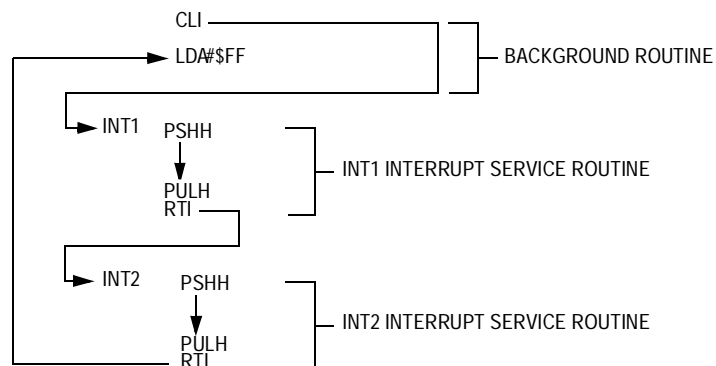 CLI
LDA#$FF
BACKGROUND ROUTINE
INT1 PSHH
INT1 INTERRUPT SERVICE ROUTINE
PULH
RTI
INT2 PSHH
INT2 INTERRUPT SERVICE ROUTINE
PULH
RTI